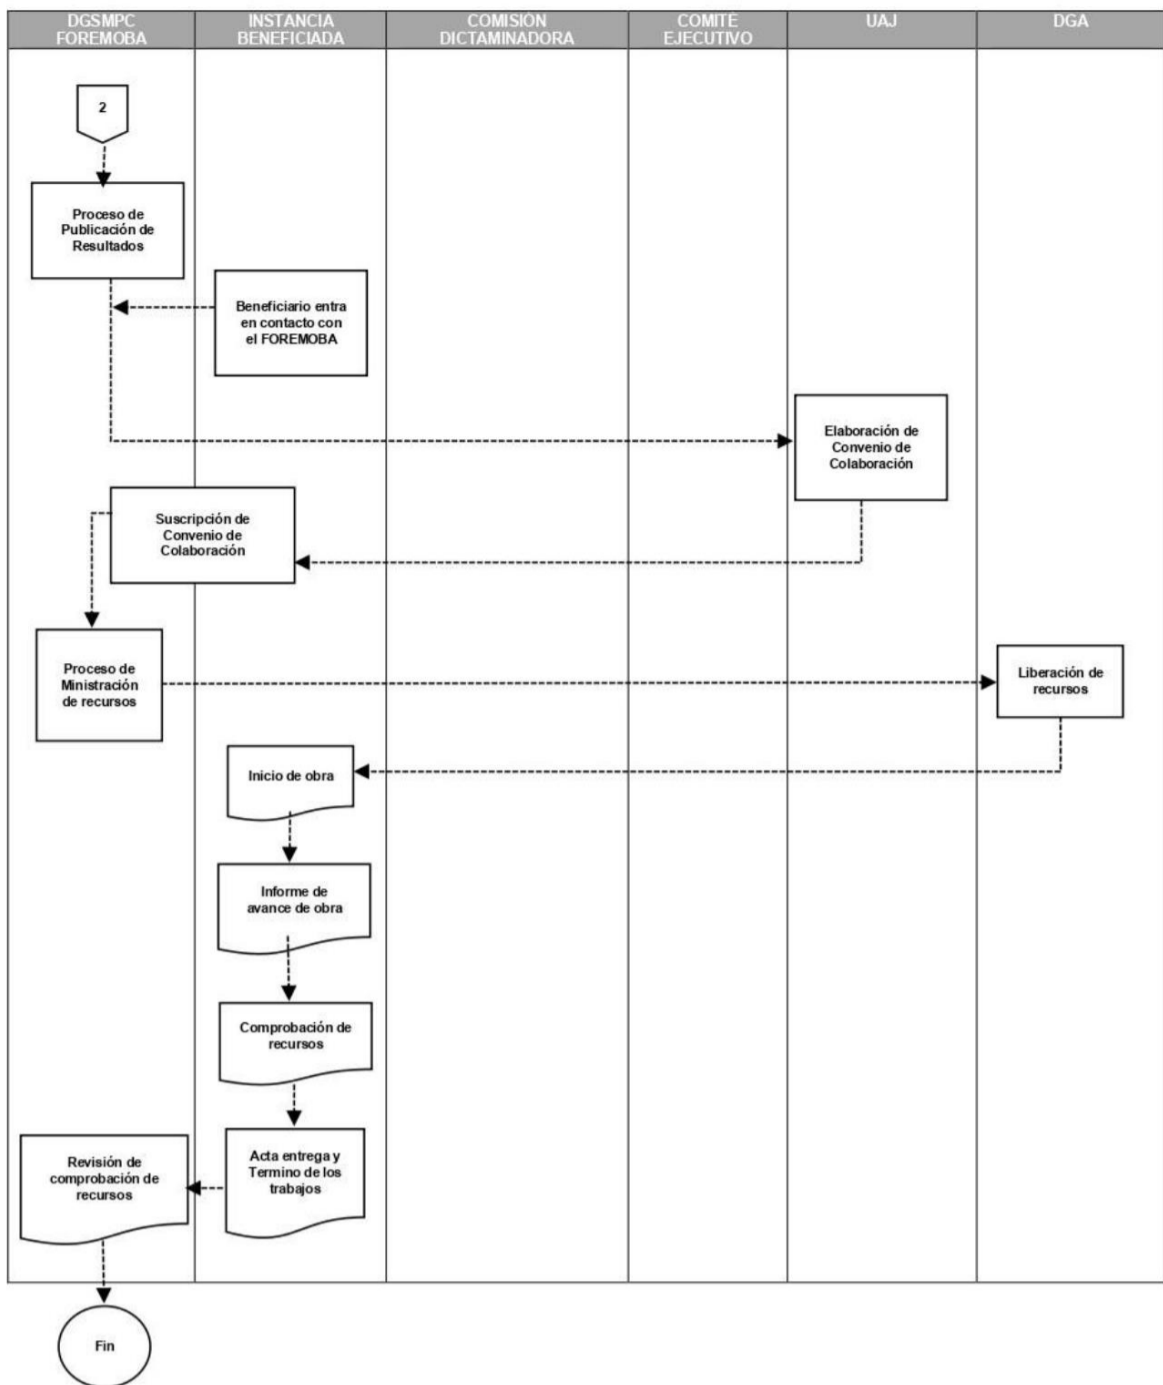 DGSMPC
FOREMOBA
INSTANCIA
BENEFICIADA
COMISIÓN
DICTAMINADORA
COMITÉ
EJECUTIVO
UAJ
DGA
2
Proceso de
Publicación de
Resultados
Beneficiario entra
en contacto con
el FOREMOBA
Elaboración de
Convenio de
Colaboración
Suscripción de
Convenio de
Colaboración
Proceso de
Ministración
de recursos
Liberación de
recursos
Inicio de obra
Informe de
avance de obra
Comprobación de
recursos
Acta entrega y
Termino de los
trabajos
Revisión de
comprobación de
recursos
Fin